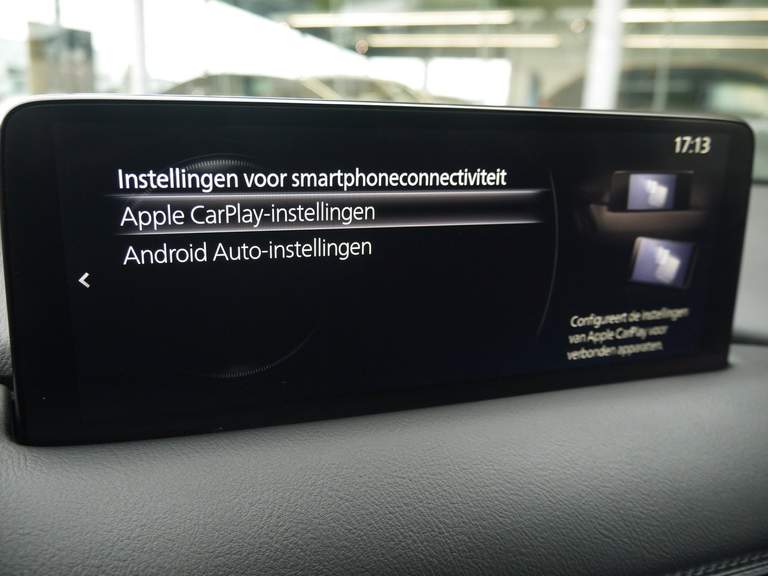 17:13
Instellingen voor smartphoneconnectiviteit
Apple CarPlay-instellingen
Android Auto-instellingen
Configureert de instellingen
van Apple CarPlay voor
verbonden apparaten.